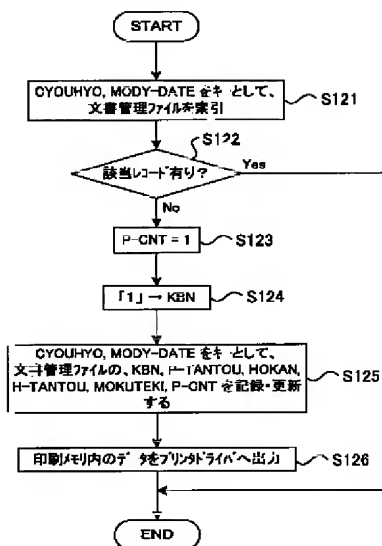 START
CYOUHYO, MODY-DATE をキーとして、
文書管理ファイルを索引
S121
S122
該当レコード有り?
Yes
No
P-CNT = 1
S123
「1」→ KBN
S124
CYOUHYO, MODY-DATE をキーとして、
文書管理ファイルの、KBN, P-TANTOU, HOKAN,
H-TANTOU, MOKUTEKI, P-CNT を記録・更新
する
S125
印刷メモリ内のデータをプリンタドライバへ出力
S126
END